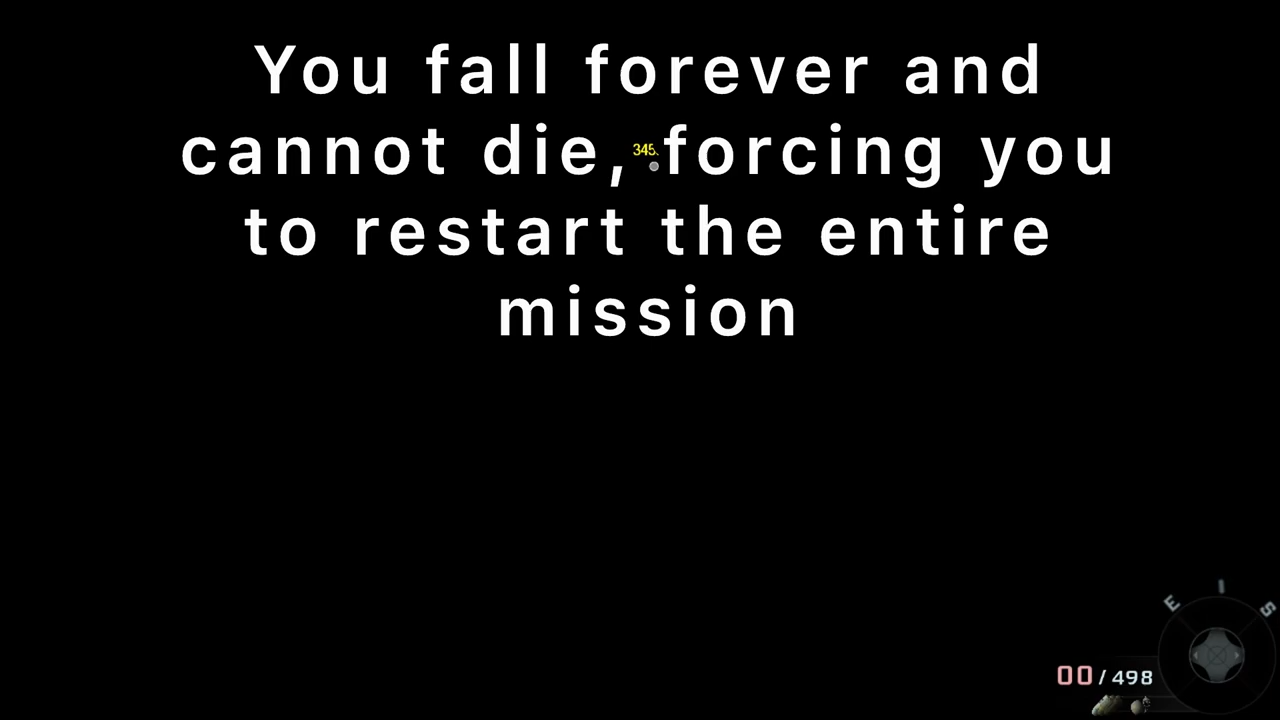 You fall forever and
cannot die, forcing you
345.
to restart the entire
mission
E I S
00/498